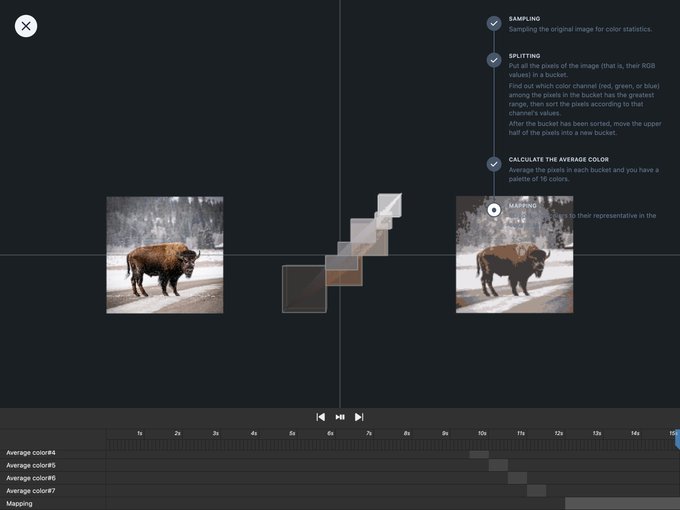 SAMPLING
Sampling the original image for color statistics.
SPLITTING
Put all the pixels of the image (that is, their RGB
values) in a bucket.
Find out which color channel (red, green, or blue)
among the pixels in the bucket has the greatest
range, then sort the pixels according to that
channel's values.
After the bucket has been sorted, move the upper
half of the pixels into a new bucket.
CALCULATE THE AVERAGE COLOR
Average the pixels in each bucket and you have a
palette of 16 colors.
MAPPING
colors to their representative in the
1s 2s 3s 4s 5s 6s 7s 8s 9s 10s 11s 12s 13s 14s 15s
Average color#4
Average color#5
Average color#6
Average color#7
Mapping